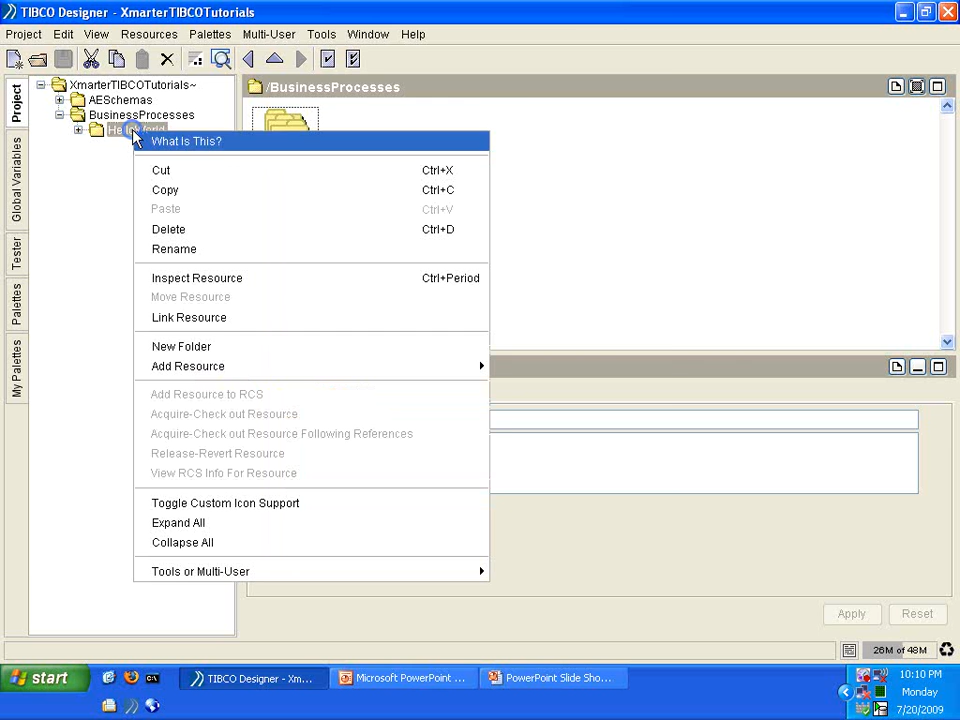 TIBCO Designer - XmarterTIBCOTutorials
Project Edit View Resources Palettes Multi-User Tools Window Help
Project
Global Variables
Tester
Palettes
My Palettes
XmarterTIBCOTutorials~
AESchemas
BusinessProcesses
/BusinessProcesses
What Is This?
Cut Ctrl+X
Copy Ctrl+C
Paste Ctrl+V
Delete Ctrl+D
Rename
Inspect Resource Ctrl+Period
Move Resource
Link Resource
New Folder
Add Resource
Add Resource to RCS
Acquire-Check out Resource
Acquire-Check out Resource Following References
Release-Revert Resource
View RCS Info For Resource
Toggle Custom Icon Support
Expand All
Collapse All
Tools or Multi-User
Apply Reset
26M of 48M
start
TIBCO Designer - Xm...
Microsoft PowerPoint ...
PowerPoint Slide Sho...
10:10 PM
Monday
7/20/2009